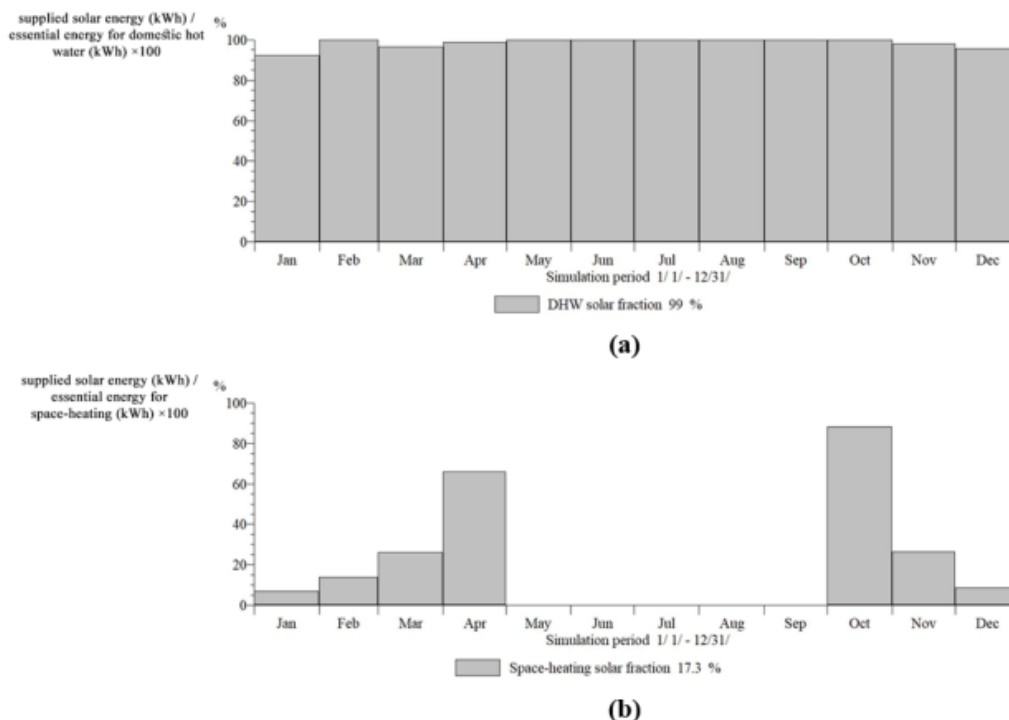 supplied solar energy (kWh) /
essential energy for domestic hot
water (kWh) ×100
%
100
80
60
40
20
0
Jan Feb Mar Apr May Jun Jul Aug Sep Oct Nov Dec
Simulation period 1/ 1/ - 12/31/
DHW solar fraction 99 %
(a)
supplied solar energy (kWh) /
essential energy for
space-heating (kWh) ×100
%
100
80
60
40
20
0
Jan Feb Mar Apr May Jun Jul Aug Sep Oct Nov Dec
Simulation period 1/ 1/ - 12/31/
Space-heating solar fraction 17.3 %
(b)